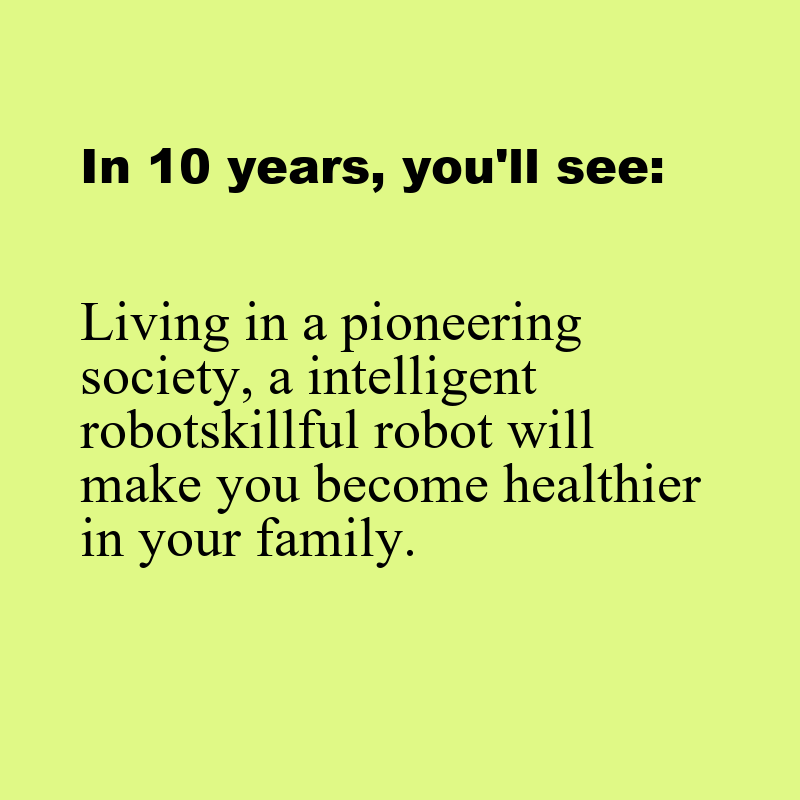 In 10 years, you'll see:
Living in a pioneering
society, a intelligent
robotskillful robot will
make you become healthier
in your family.